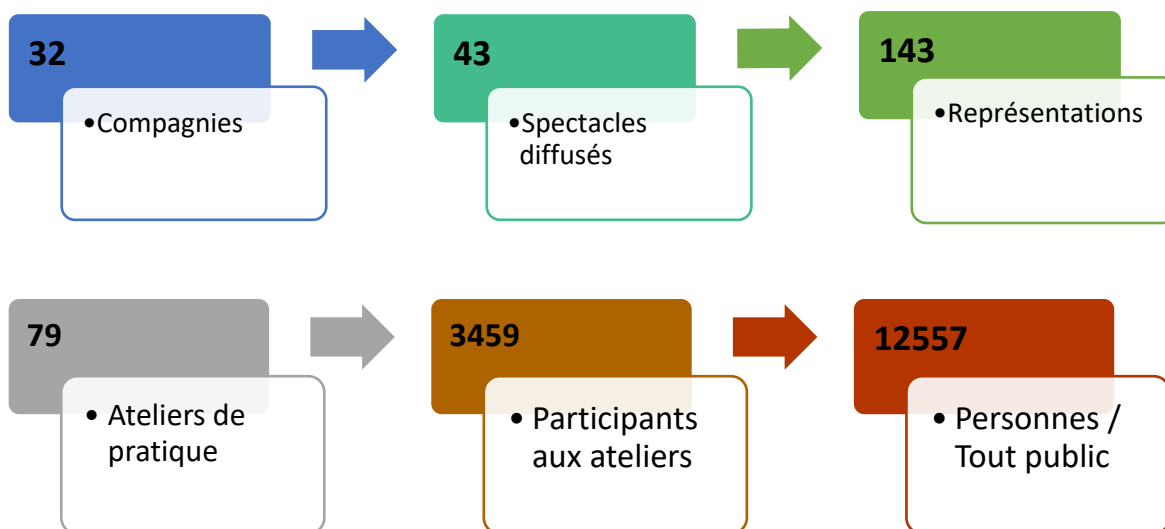 32
•Compagnies
43
•Spectacles
diffusés
143
•Représentations
79
• Ateliers de
pratique
3459
• Participants
aux ateliers
12557
• Personnes /
Tout public